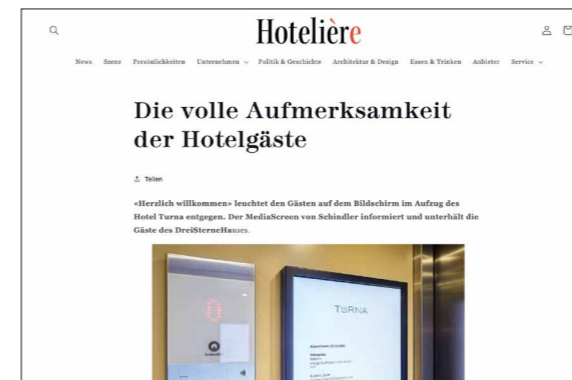 Hotelière
News Szene Persönlichkeiten Unternehmen Politik & Geschichte Architektur & Design Essen & Trinken Anbieter Service
Die volle Aufmerksamkeit
der Hotelgäste
Teilen
«Herzlich willkommen» leuchtet den Gästen auf dem Bildschirm im Aufzug des
Hotel Turna entgegen. Der MediaScreen von Schindler informiert und unterhält die
Gäste des DreiSterneHauses.
0
TURNA